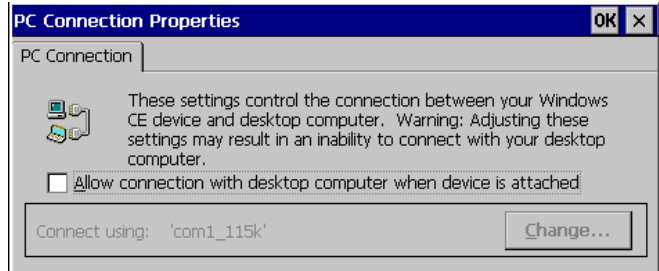 PC Connection Properties OK ×
PC Connection
These settings control the connection between your Windows
CE device and desktop computer.  Warning: Adjusting these
settings may result in an inability to connect with your desktop
computer.
Allow connection with desktop computer when device is attached
Connect using: 'com1_115k' Change...